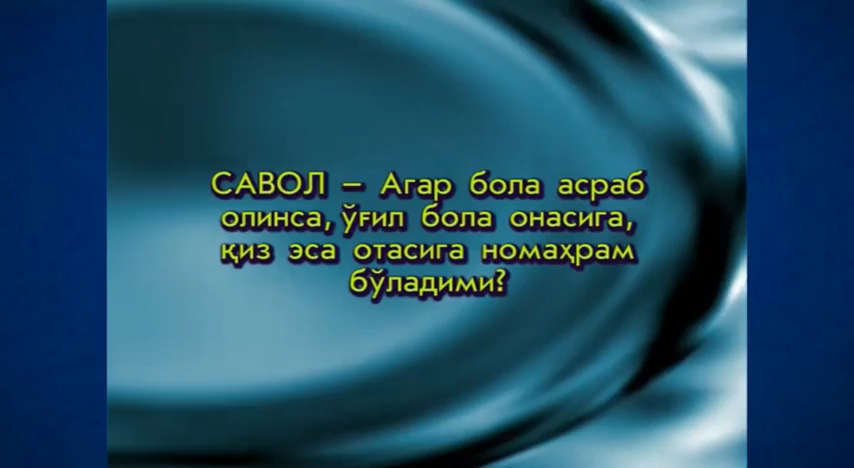 САВОЛ – Агар бола асраб
олинса, ўғил бола онасига,
қиз эса отасига номаҳрам
бўладими?